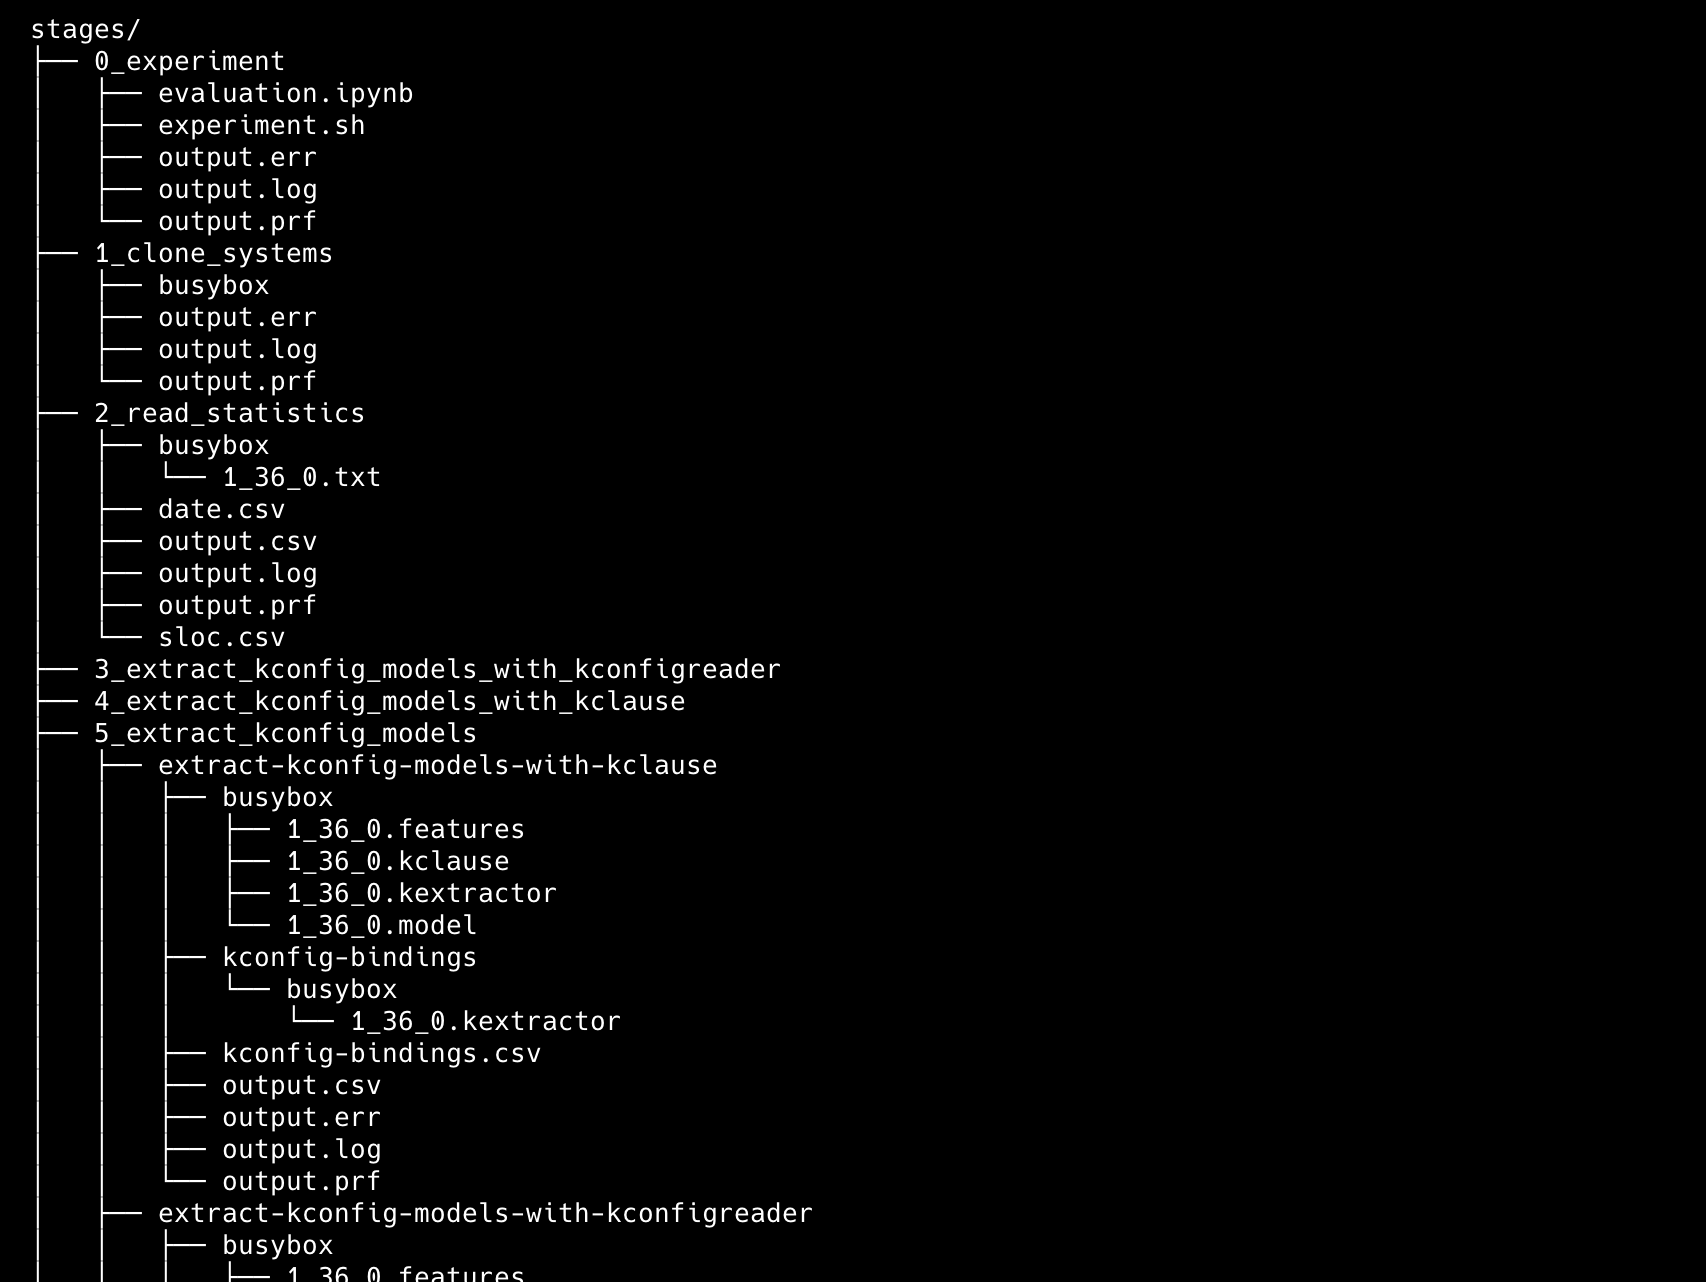 stages/
├── 0_experiment
│   ├── evaluation.ipynb
│   ├── experiment.sh
│   ├── output.err
│   ├── output.log
│   └── output.prf
├── 1_clone_systems
│   ├── busybox
│   ├── output.err
│   ├── output.log
│   └── output.prf
├── 2_read_statistics
│   ├── busybox
│   │   └── 1_36_0.txt
│   ├── date.csv
│   ├── output.csv
│   ├── output.log
│   ├── output.prf
│   └── sloc.csv
├── 3_extract_kconfig_models_with_kconfigreader
├── 4_extract_kconfig_models_with_kclause
├── 5_extract_kconfig_models
│   ├── extract-kconfig-models-with-kclause
│   │   ├── busybox
│   │   │   ├── 1_36_0.features
│   │   │   ├── 1_36_0.kclause
│   │   │   ├── 1_36_0.kextractor
│   │   │   └── 1_36_0.model
│   │   ├── kconfig-bindings
│   │   │   └── busybox
│   │   │       └── 1_36_0.kextractor
│   │   ├── kconfig-bindings.csv
│   │   ├── output.csv
│   │   ├── output.err
│   │   ├── output.log
│   │   └── output.prf
│   ├── extract-kconfig-models-with-kconfigreader
│   │   ├── busybox
│   │   │   ├── 1_36_0.features